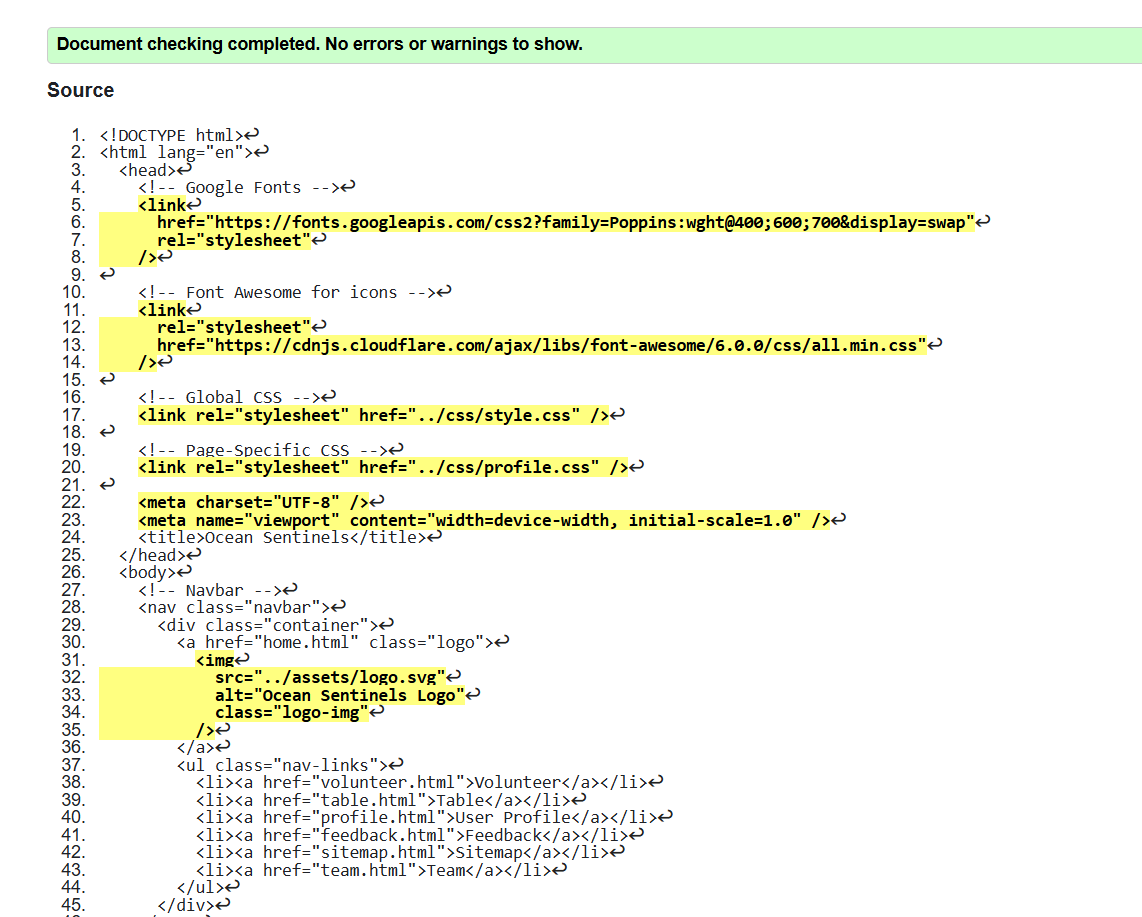 Document checking completed. No errors or warnings to show.
Source
1. <!DOCTYPE html>↩
2. <html lang="en">↩
3.   <head>↩
4.     <!-- Google Fonts -->↩
5.     <link↩
6.       href="https://fonts.googleapis.com/css2?family=Poppins:wght@400;600;700&display=swap"↩
7.       rel="stylesheet"↩
8.     />↩
9. ↩
10.     <!-- Font Awesome for icons -->↩
11.     <link↩
12.       rel="stylesheet"↩
13.       href="https://cdnjs.cloudflare.com/ajax/libs/font-awesome/6.0.0/css/all.min.css"↩
14.     />↩
15. ↩
16.     <!-- Global CSS -->↩
17.     <link rel="stylesheet" href="../css/style.css" />↩
18. ↩
19.     <!-- Page-Specific CSS -->↩
20.     <link rel="stylesheet" href="../css/profile.css" />↩
21. ↩
22.     <meta charset="UTF-8" />↩
23.     <meta name="viewport" content="width=device-width, initial-scale=1.0" />↩
24.     <title>Ocean Sentinels</title>↩
25.   </head>↩
26.   <body>↩
27.     <!-- Navbar -->↩
28.     <nav class="navbar">↩
29.       <div class="container">↩
30.         <a href="home.html" class="logo">↩
31.           <img↩
32.             src="../assets/logo.svg"↩
33.             alt="Ocean Sentinels Logo"↩
34.             class="logo-img"↩
35.           />↩
36.         </a>↩
37.         <ul class="nav-links">↩
38.           <li><a href="volunteer.html">Volunteer</a></li>↩
39.           <li><a href="table.html">Table</a></li>↩
40.           <li><a href="profile.html">User Profile</a></li>↩
41.           <li><a href="feedback.html">Feedback</a></li>↩
42.           <li><a href="sitemap.html">Sitemap</a></li>↩
43.           <li><a href="team.html">Team</a></li>↩
44.         </ul>↩
45.       </div>↩